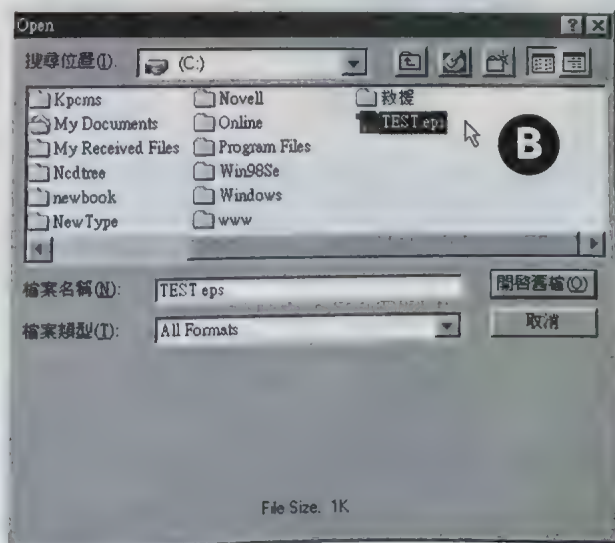 Open
搜尋位置(I):
(C:)
Kpcms
My Documents
My Received Files
Ncdtree
newbook
NewType
Novell
Online
Program Files
Win98Se
Windows
www
救援
TEST.eps
B
檔案名稱(N):
TEST.eps
開啟舊檔(O)
檔案類型(T):
All Formats
取消
File Size: 1K